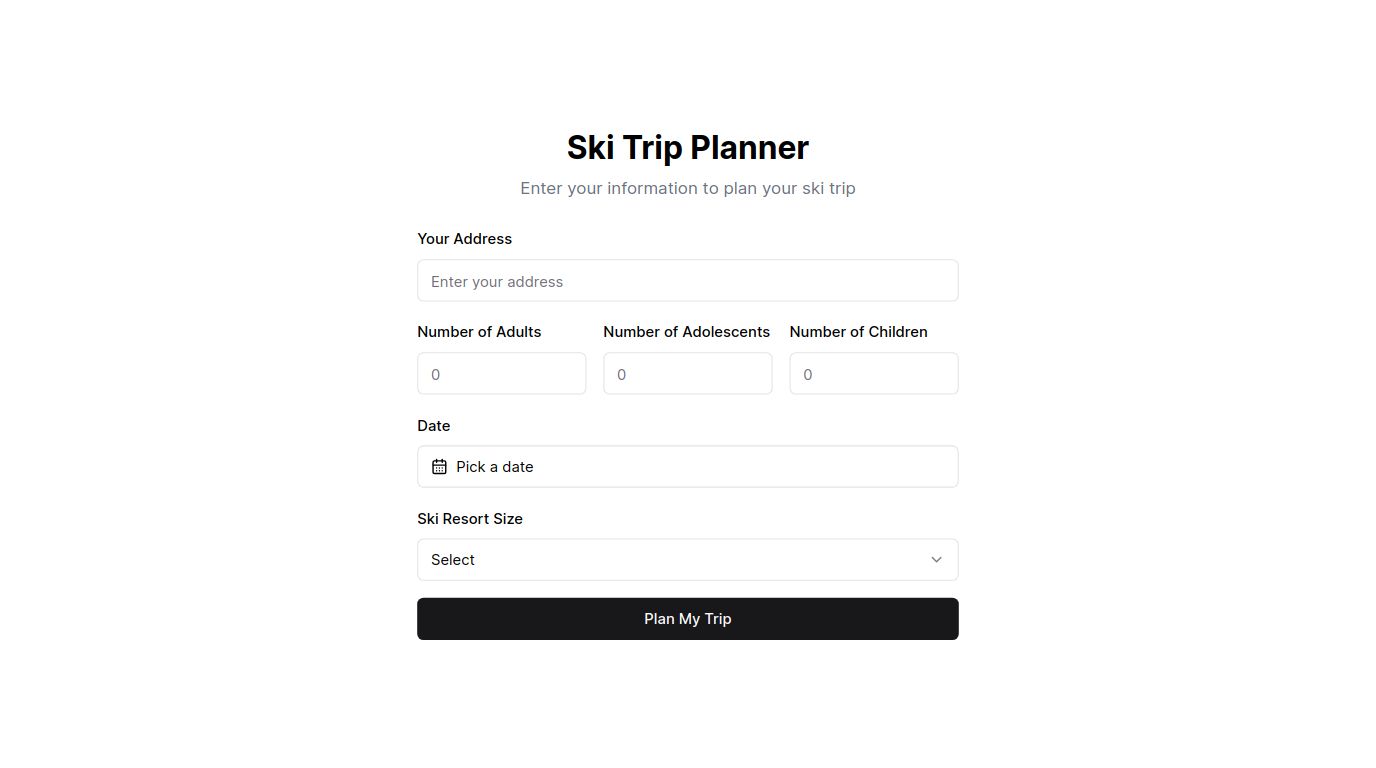 Ski Trip Planner
Enter your information to plan your ski trip
Your Address
Enter your address
Number of Adults Number of Adolescents Number of Children
0 0 0
Date
Pick a date
Ski Resort Size
Select
Plan My Trip